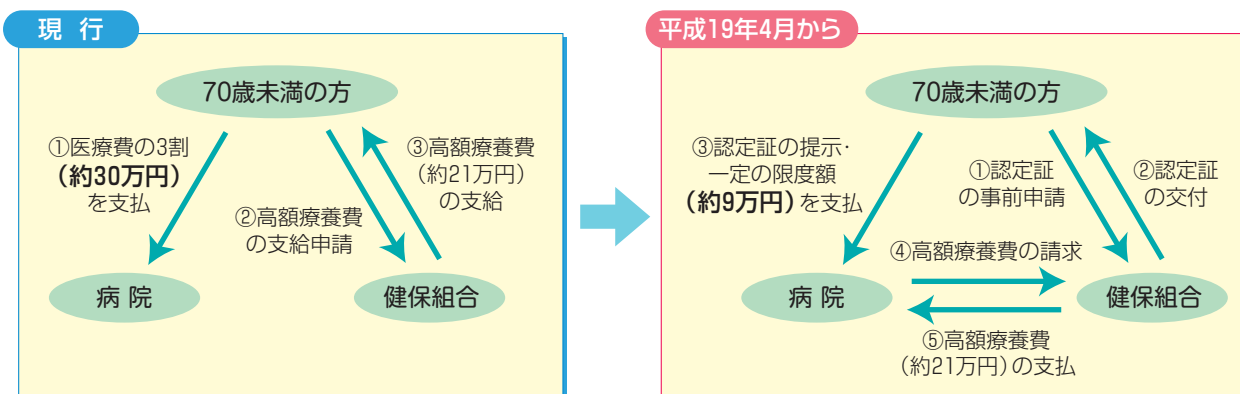 現 行
70歳未満の方
①医療費の3割
(約30万円)
を支払
②高額療養費
の支給申請
③高額療養費
(約21万円)
の支給
病 院
健保組合
平成19年4月から
70歳未満の方
③認定証の提示・
一定の限度額
(約9万円)を支払
①認定証
の事前申請
②認定証
の交付
④高額療養費の請求
病 院
健保組合
⑤高額療養費
(約21万円)の支払